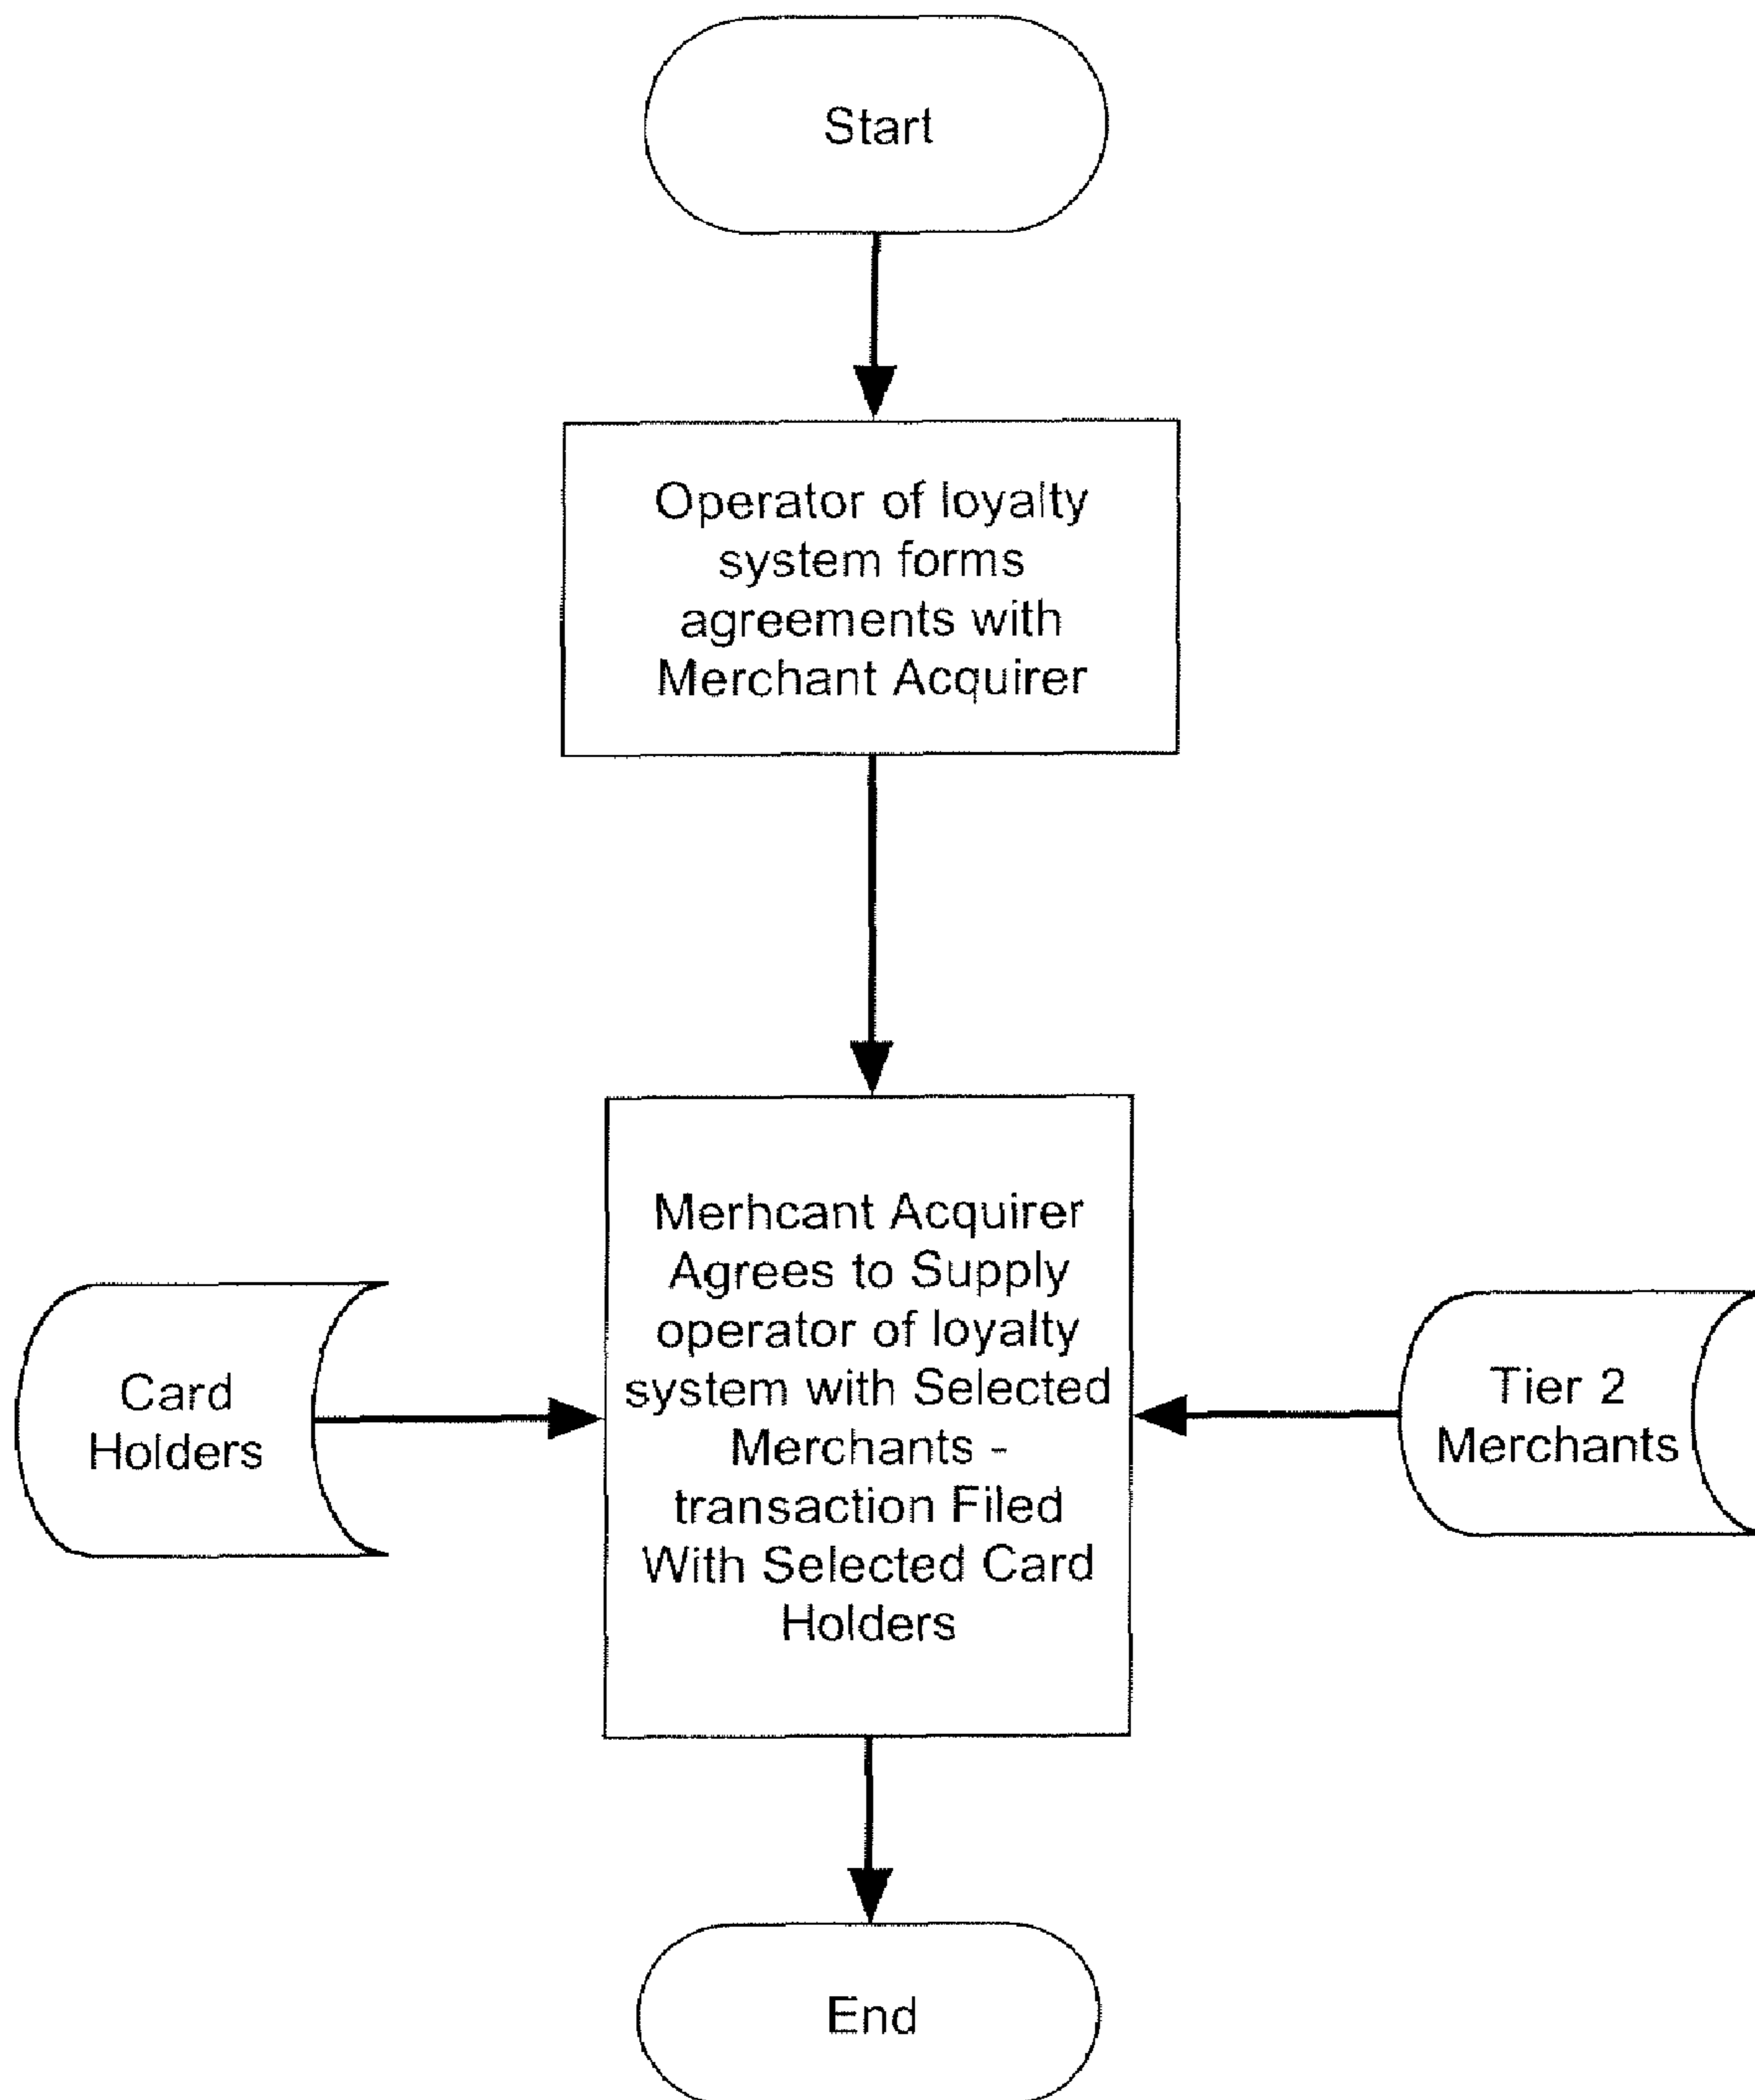 Start
Operator of loyalty
system forms
agreements with
Merchant Acquirer
Merhcant Acquirer
Agrees to Supply
operator of loyalty
system with Selected
Merchants -
transaction Filed
With Selected Card
Holders
Card
Holders
Tier 2
Merchants
End